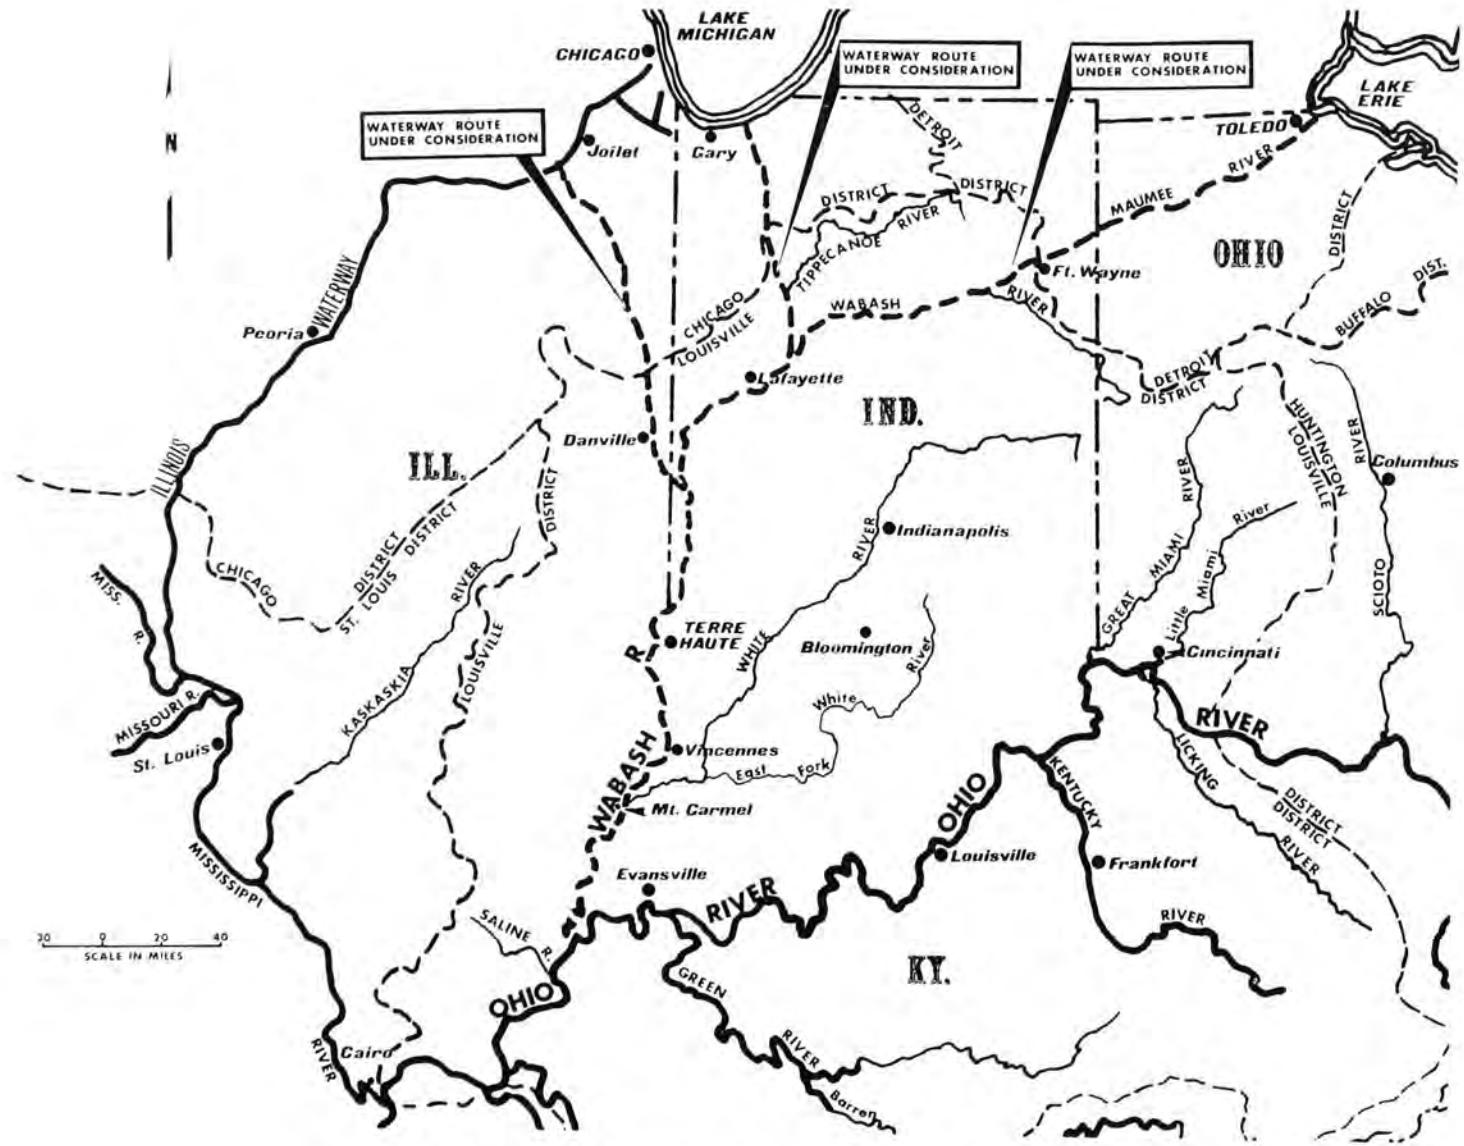 LAKE
MICHIGAN
CHICAGO
WATERWAY ROUTE
UNDER CONSIDERATION
WATERWAY ROUTE
UNDER CONSIDERATION
WATERWAY ROUTE
UNDER CONSIDERATION
LAKE
ERIE
TOLEDO
N
Joilet
Gary
DETROIT
DISTRICT
DISTRICT
TIPPECANOE RIVER
MAUMEE RIVER
DISTRICT
OHIO
DIST.
BUFFALO
Ft. Wayne
RIVER
WABASH
CHICAGO
LOUISVILLE
Peoria
WATERWAY
ILLINOIS
Lafayette
DETROIT
DISTRICT
IND.
Danville
ILL.
HUNTINGTON
LOUISVILLE
RIVER
Columbus
DISTRICT
DISTRICT
ST. LOUIS DISTRICT
CHICAGO
RIVER
Indianapolis
RIVER
Little Miami River
GREAT MIAMI
SCIOTO
MISS.
R.
KASKASKIA RIVER
LOUISVILLE
TERRE
HAUTE
R
WHITE
Bloomington
River
White
East Fork
Cincinnati
MISSOURI R.
St. Louis
Vincennes
WABASH
Mt. Carmel
RIVER
LICKING
RIVER
KENTUCKY
RIVER
OHIO
DISTRICT
DISTRICT
Louisville
Frankfort
Evansville
RIVER
MISSISSIPPI
RIVER
SALINE R.
20 0 20 40
SCALE IN MILES
OHIO
GREEN
RIVER
KY.
Cairo
Barren